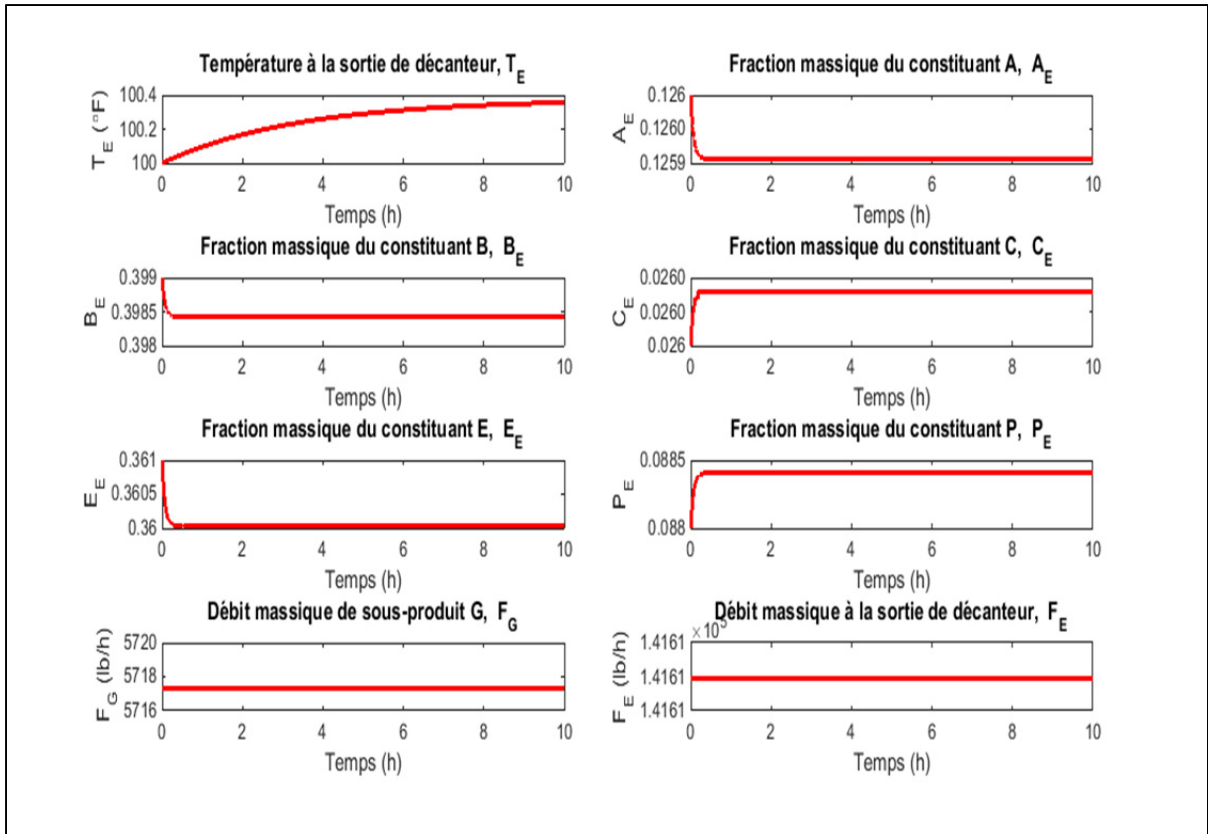 Température à la sortie de décanteur, T_E
T_E (°F)
100.4
100.2
100
0 2 4 6 8 10
Temps (h)
Fraction massique du constituant A, A_E
A_E
0.126
0.1260
0.1259
0 2 4 6 8 10
Temps (h)
Fraction massique du constituant B, B_E
B_E
0.399
0.3985
0.398
0 2 4 6 8 10
Temps (h)
Fraction massique du constituant C, C_E
C_E
0.0260
0.0260
0.026
0 2 4 6 8 10
Temps (h)
Fraction massique du constituant E, E_E
E_E
0.361
0.3605
0.36
0 2 4 6 8 10
Temps (h)
Fraction massique du constituant P, P_E
P_E
0.0885
0.088
0 2 4 6 8 10
Temps (h)
Débit massique de sous-produit G, F_G
F_G (lb/h)
5720
5718
5716
0 2 4 6 8 10
Temps (h)
Débit massique à la sortie de décanteur, F_E
F_E (lb/h)
1.4161
1.4161
1.4161
0 2 4 6 8 10
Temps (h)